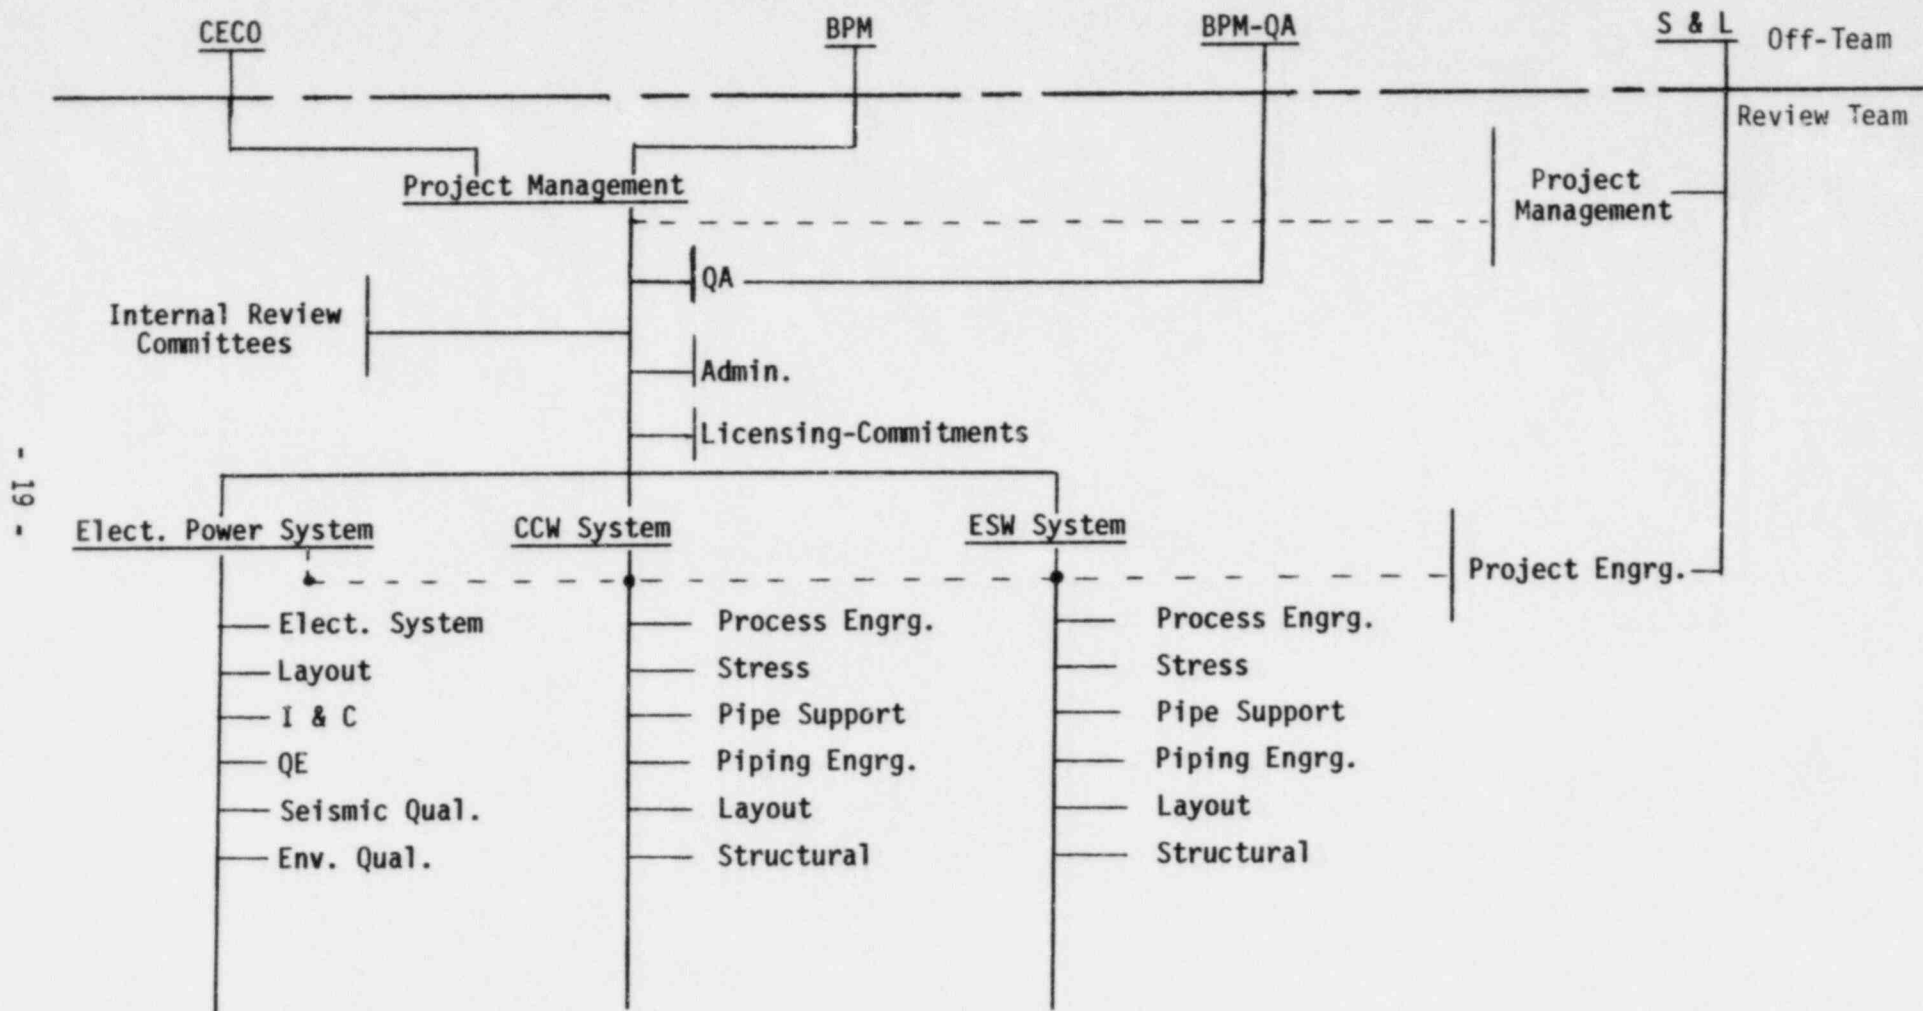 CECO
BPM
BPM-QA
S & L
Off-Team
Review Team
Project Management
Project
Management
QA
Internal Review
Committees
Admin.
Licensing-Commitments
- 19 -
Elect. Power System
CCW System
ESW System
Project Engrg.
Elect. System
Layout
I & C
QE
Seismic Qual.
Env. Qual.
Process Engrg.
Stress
Pipe Support
Piping Engrg.
Layout
Structural
Process Engrg.
Stress
Pipe Support
Piping Engrg.
Layout
Structural